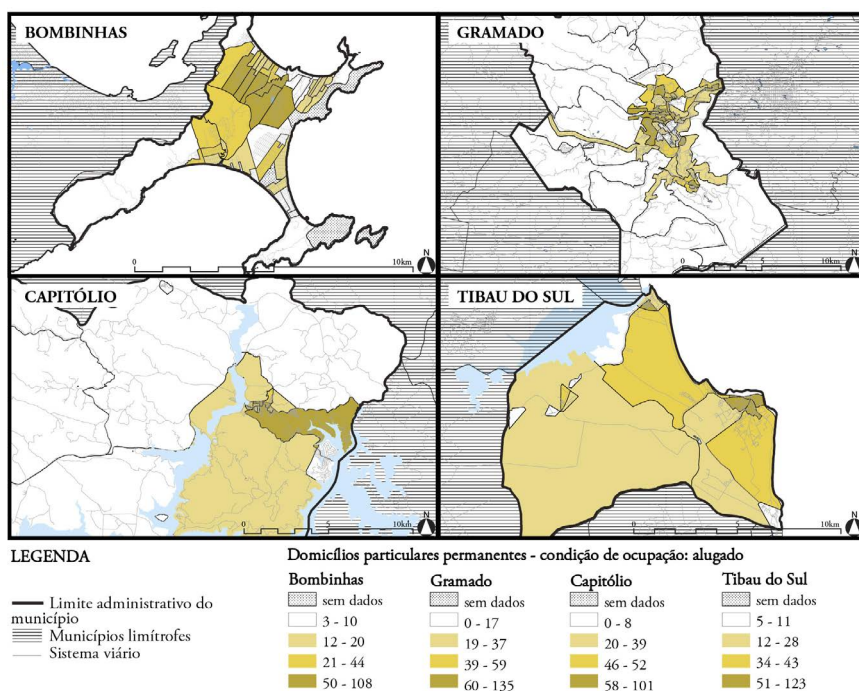 BOMBINHAS
0
10km
N
GRAMADO
0
5
10km
N
CAPITÓLIO
0
5
10km
N
TIBAU DO SUL
0
5
10km
N
LEGENDA
Limite administrativo do
município
Municípios limítrofes
Sistema viário
Domicílios particulares permanentes - condição de ocupação: alugado
Bombinhas
sem dados
3 - 10
12 - 20
21 - 44
50 - 108
Gramado
sem dados
0 - 17
19 - 37
39 - 59
60 - 135
Capitólio
sem dados
0 - 8
20 - 39
46 - 52
58 - 101
Tibau do Sul
sem dados
5 - 11
12 - 28
34 - 43
51 - 123